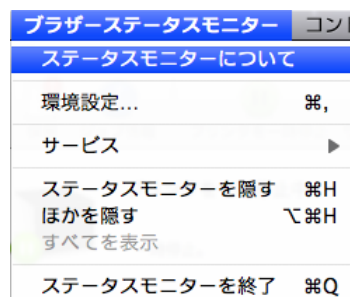 ブラザーステータスモニター コント
ステータスモニターについて
環境設定... ⌘,
サービス ▶
ステータスモニターを隠す ⌘H
ほかを隠す ⌥⌘H
すべてを表示
ステータスモニターを終了 ⌘Q